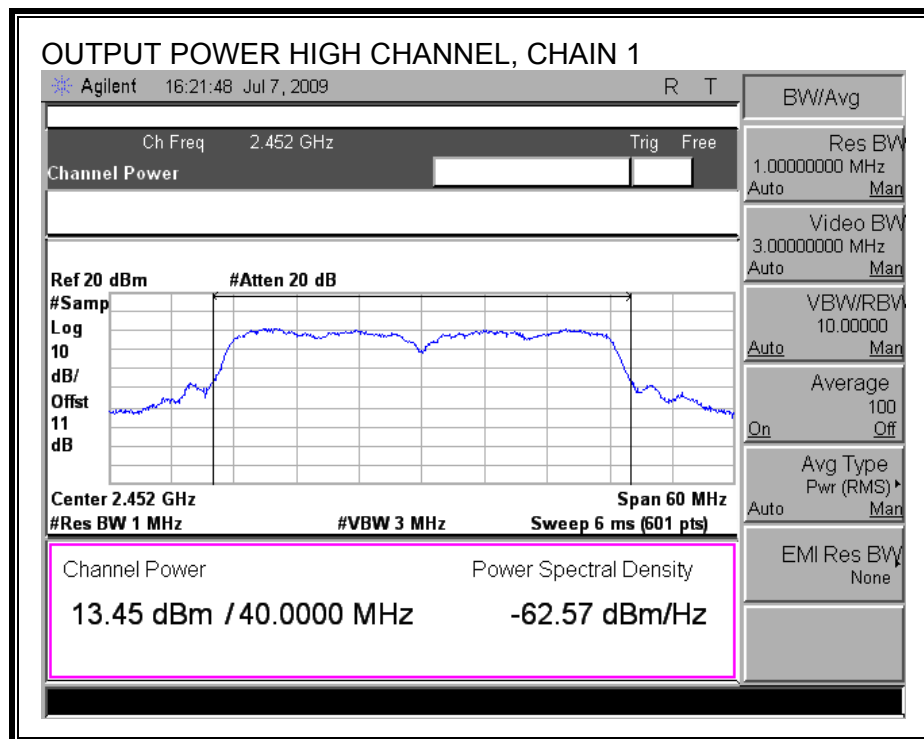 OUTPUT POWER HIGH CHANNEL, CHAIN 1
Agilent 16:21:48 Jul 7, 2009 R T
BW/Avg
Ch Freq 2.452 GHz Trig Free
Channel Power
Res BW
1.00000000 MHz
Auto Man
Video BW
3.00000000 MHz
Auto Man
Ref 20 dBm #Atten 20 dB
#Samp
Log
10
dB/
Offst
11
dB
VBW/RBW
10.00000
Auto Man
Average
100
On Off
Avg Type
Pwr (RMS)
Auto Man
Center 2.452 GHz Span 60 MHz
#Res BW 1 MHz #VBW 3 MHz Sweep 6 ms (601 pts)
EMI Res BW
None
Channel Power Power Spectral Density
13.45 dBm / 40.0000 MHz -62.57 dBm/Hz